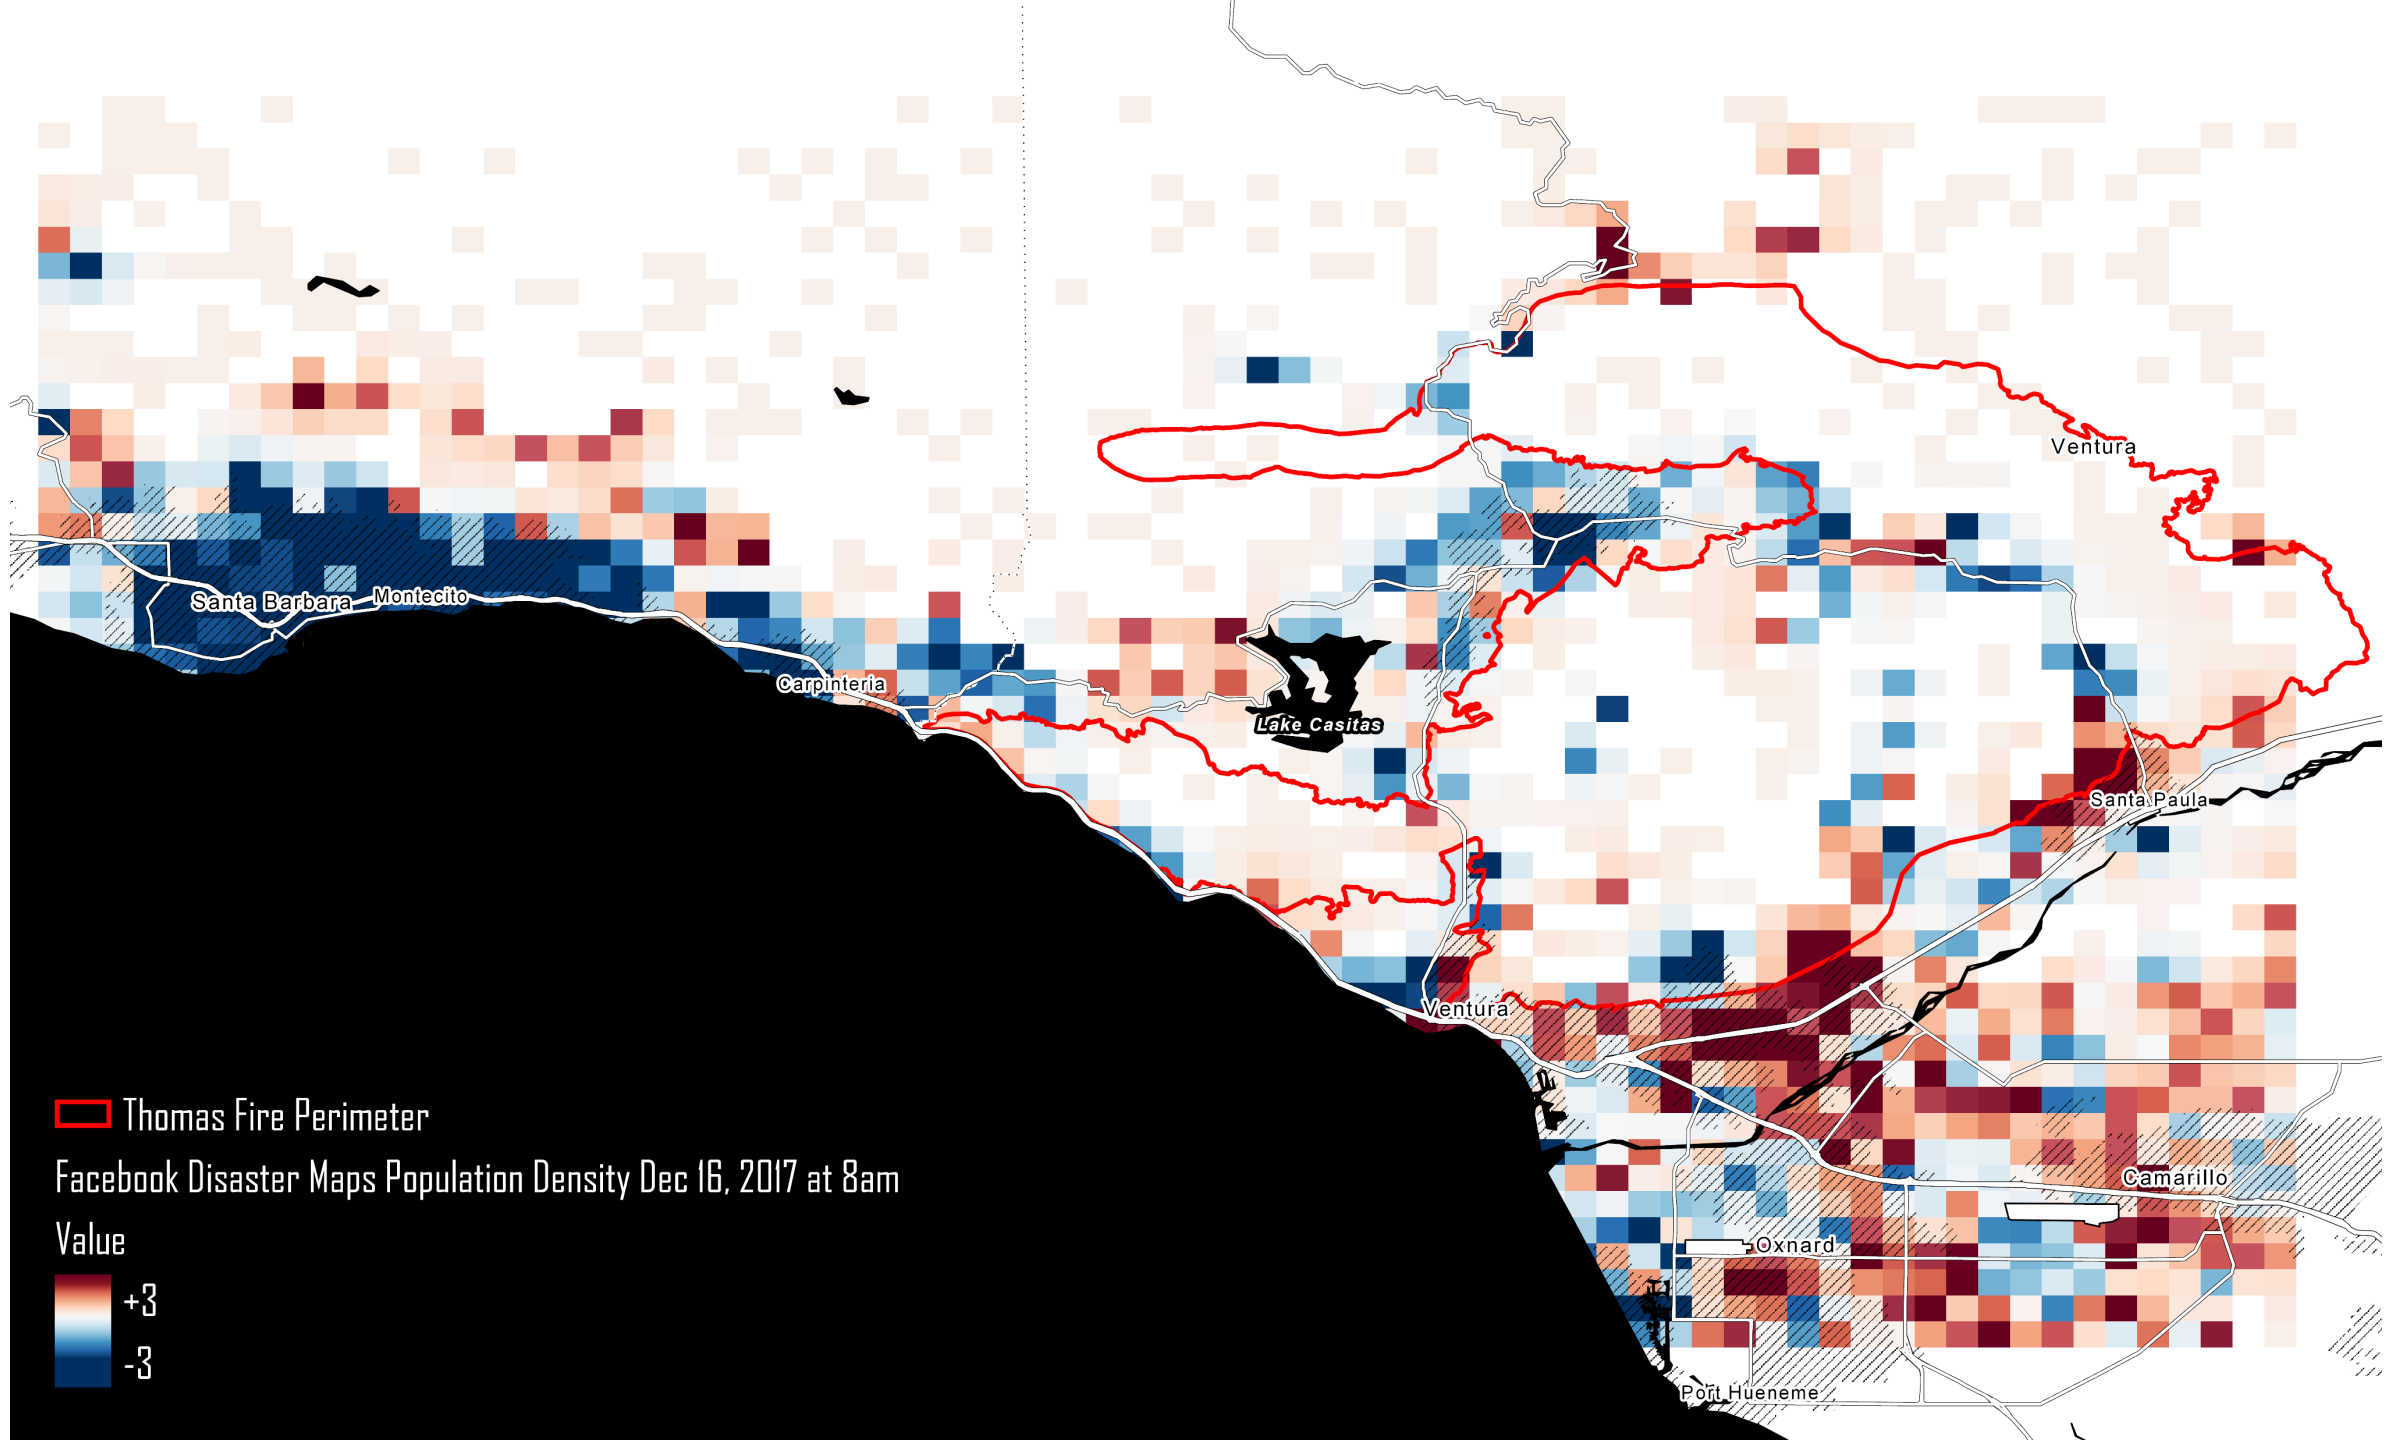 Ventura
Santa Barbara
Montecito
Carpinteria
Lake Casitas
Santa Paula
Ventura
Thomas Fire Perimeter
Facebook Disaster Maps Population Density Dec 16, 2017 at 8am
Camarillo
Value
Oxnard
+3
-3
Port Hueneme